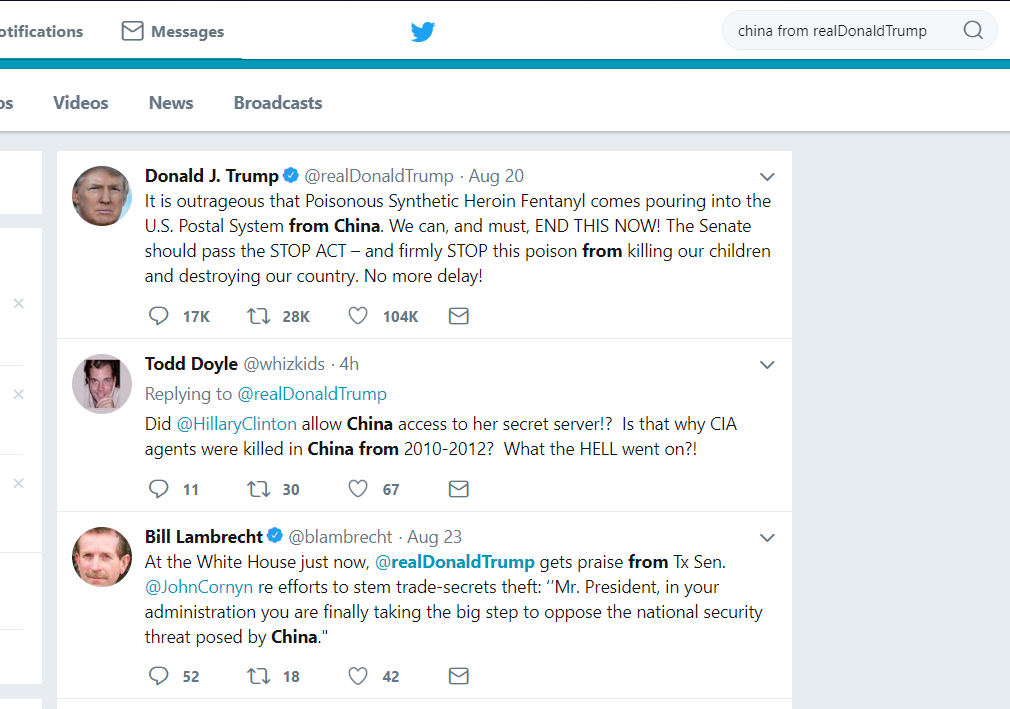 otifications Messages china from realDonaldTrump
os Videos News Broadcasts
Donald J. Trump @realDonaldTrump · Aug 20
It is outrageous that Poisonous Synthetic Heroin Fentanyl comes pouring into the
U.S. Postal System from China. We can, and must, END THIS NOW! The Senate
should pass the STOP ACT – and firmly STOP this poison from killing our children
and destroying our country. No more delay!
17K 28K 104K
Todd Doyle @whizkids · 4h
Replying to @realDonaldTrump
Did @HillaryClinton allow China access to her secret server!? Is that why CIA
agents were killed in China from 2010-2012? What the HELL went on?!
11 30 67
Bill Lambrecht @blambrecht · Aug 23
At the White House just now, @realDonaldTrump gets praise from Tx Sen.
@JohnCornyn re efforts to stem trade-secrets theft: ‘’Mr. President, in your
administration you are finally taking the big step to oppose the national security
threat posed by China."
52 18 42